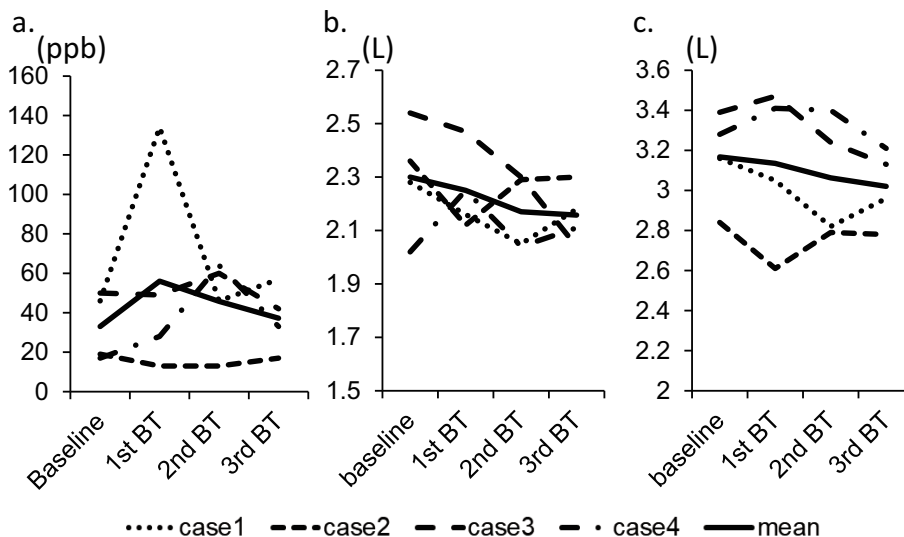 a.
(ppb)
160
140
120
100
80
60
40
20
0
Baseline
1st BT
2nd BT
3rd BT
b.
(L)
2.7
2.5
2.3
2.1
1.9
1.7
1.5
baseline
1st BT
2nd BT
3rd BT
c.
(L)
3.6
3.4
3.2
3
2.8
2.6
2.4
2.2
2
baseline
1st BT
2nd BT
3rd BT
case1 case2 case3 case4 mean